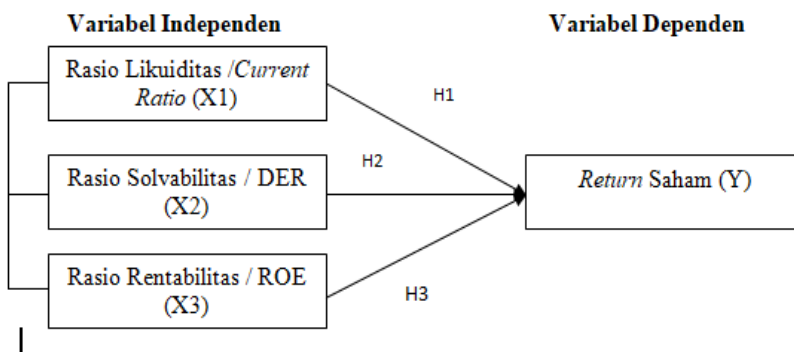 Variabel Independen
Variabel Dependen
Rasio Likuiditas /Current
Ratio (X1)
H1
H2
Rasio Solvabilitas / DER
(X2)
Return Saham (Y)
Rasio Rentabilitas / ROE
(X3)
H3